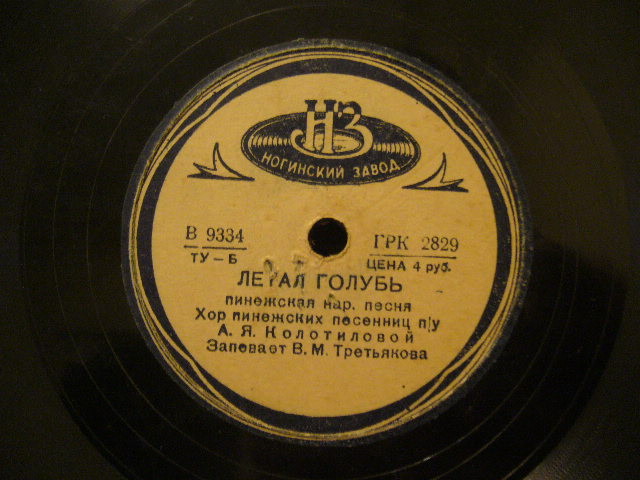 НЗ
НОГИНСКИЙ ЗАВОД
В 9334 ГРК 2829
ТУ-Б ЦЕНА 4 руб.
ЛЕТАЛ ГОЛУБЬ
пинежская нар. песня
Хор пинежских песенниц п/у
А. Я. Колотиловой
Запевает В. М. Третьякова